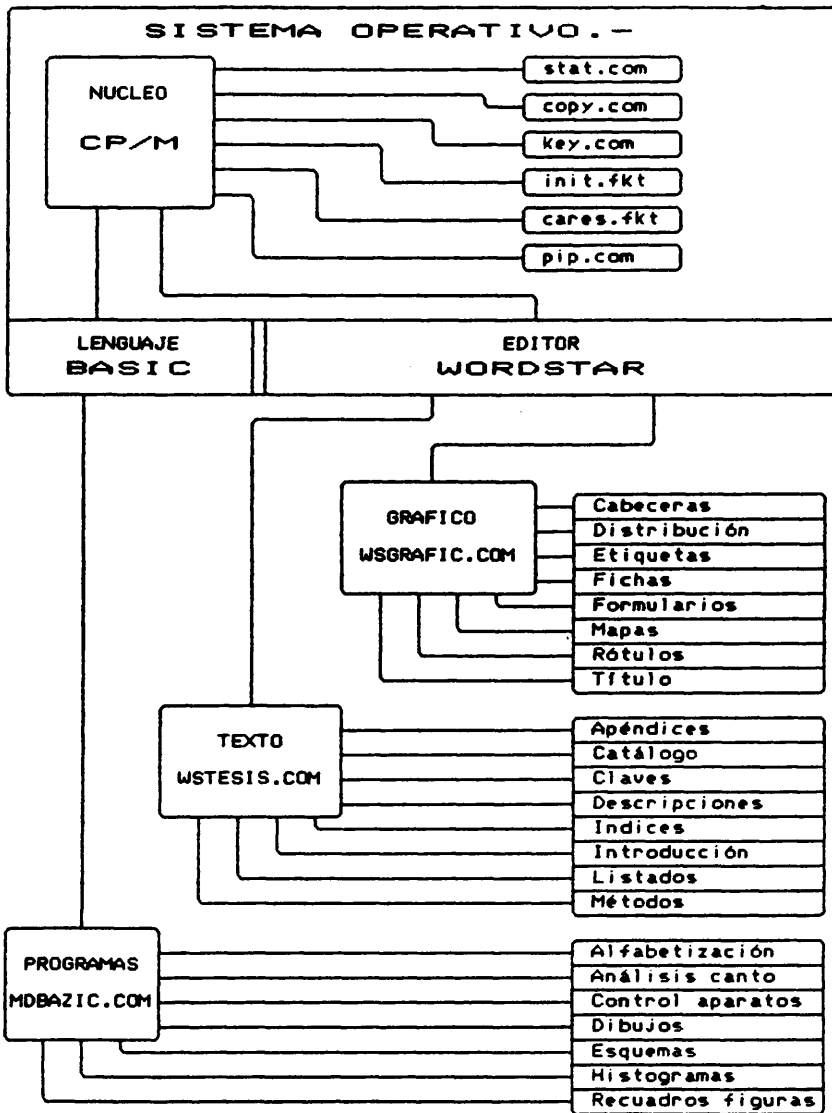 SISTEMA OPERATIVO.-
NUCLEO
CP/M
stat.com
copy.com
key.com
init.fkt
cares.fkt
pip.com
LENGUAJE
BASIC
EDITOR
WORDSTAR
GRAFICO
WSGRAFIC.COM
Cabeceras
Distribución
Etiquetas
Fichas
Formularios
Mapas
Rótulos
Título
TEXTO
WSTESIS.COM
Apéndices
Catálogo
Claves
Descripciones
Indices
Introducción
Listados
Métodos
PROGRAMAS
MDBAZIC.COM
Alfabetización
Análisis canto
Control aparatos
Dibujos
Esquemas
Histogramas
Recuadros figuras